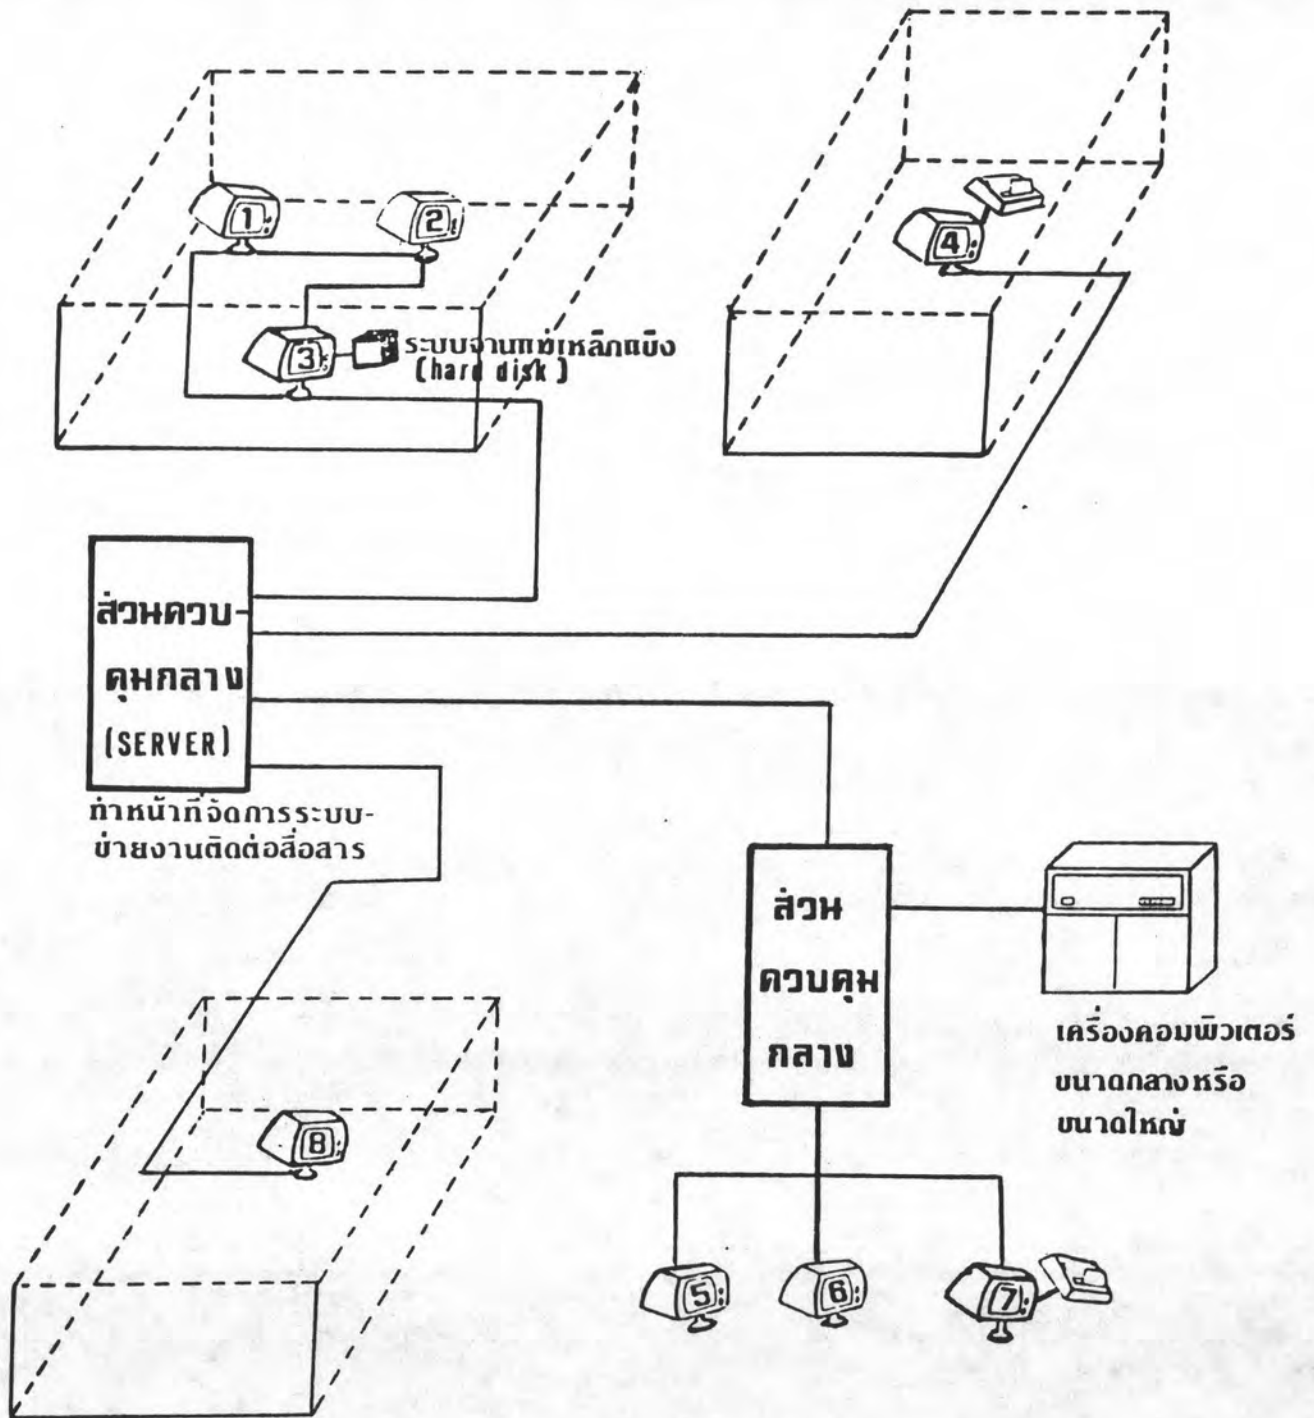 1
2
4
3
ระบบจานแม่เหล็กแข็ง
(hard disk)
ส่วนควบ-
คุมกลาง
(SERVER)
ทำหน้าที่จัดการระบบ-
ข่ายงานติดต่อสื่อสาร
ส่วน
ควบคุม
กลาง
เครื่องคอมพิวเตอร์
ขนาดกลางหรือ
ขนาดใหญ่
8
5
6
7